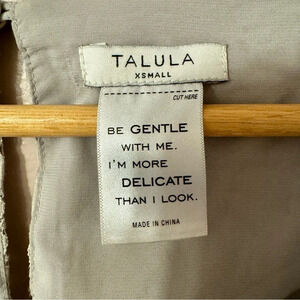 TALULA
XSMALL
CUT HERE
BE GENTLE
WITH ME.
I'M MORE
DELICATE
THAN I LOOK.
MADE IN CHINA